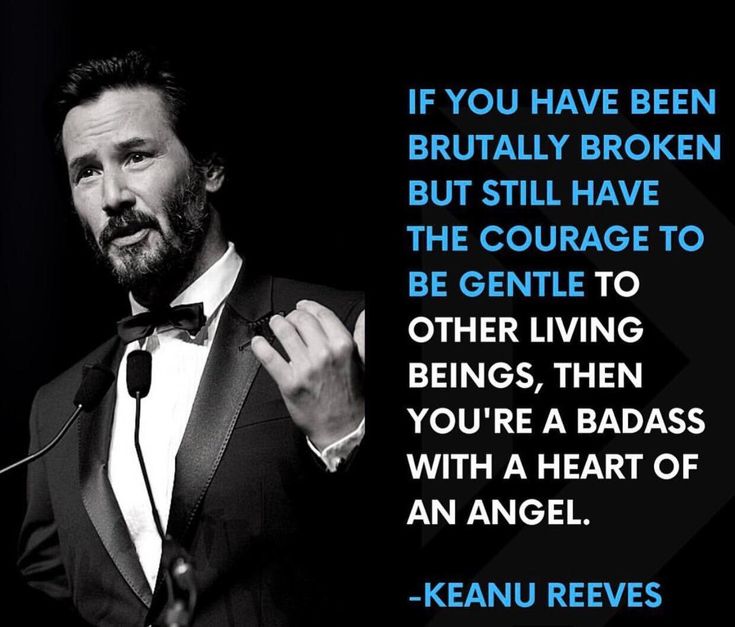 IF YOU HAVE BEEN
BRUTALLY BROKEN
BUT STILL HAVE
THE COURAGE TO
BE GENTLE TO
OTHER LIVING
BEINGS, THEN
YOU'RE A BADASS
WITH A HEART OF
AN ANGEL.
-KEANU REEVES